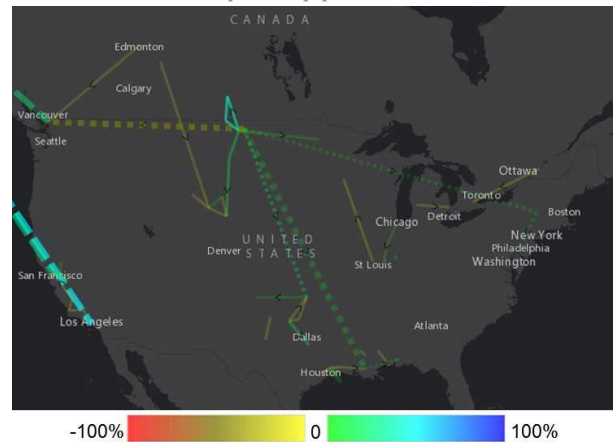 CANADA
Edmonton
Calgary
Vancouver
Seattle
Ottawa
Toronto
Boston
Chicago
Detroit
New York
Philadelphia
Washington
UNITED
STATES
Denver
St Louis
San Francisco
Los Angeles
Atlanta
Dallas
Houston
-100% 0 100%